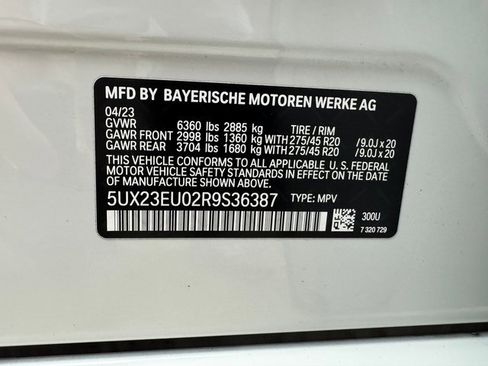 MFD BY BAYERISCHE MOTOREN WERKE AG
04/23
GVWR 6360 lbs 2885 kg TIRE / RIM
GAWR FRONT 2998 lbs 1360 kg WITH 275/45 R20 /9.0J x 20
GAWR REAR 3704 lbs 1680 kg WITH 275/45 R20 /9.0J x 20
THIS VEHICLE CONFORMS TO ALL APPLICABLE U. S. FEDERAL
MOTOR VEHICLE SAFETY STANDARDS IN EFFECT ON THE DATE
OF MANUFACTURE SHOWN ABOVE.
5UX23EU02R9S36387 TYPE: MPV
300U
7 320 729